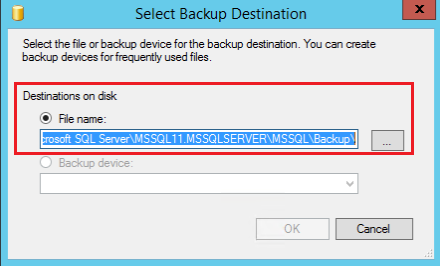 Select Backup Destination
x
Select the file or backup device for the backup destination. You can create
backup devices for frequently used files.
Destinations on disk
File name:
crosoft SQL Server\MSSQL11.MSSQLSERVER\MSSQL\Backup\
...
Backup device:
OK
Cancel